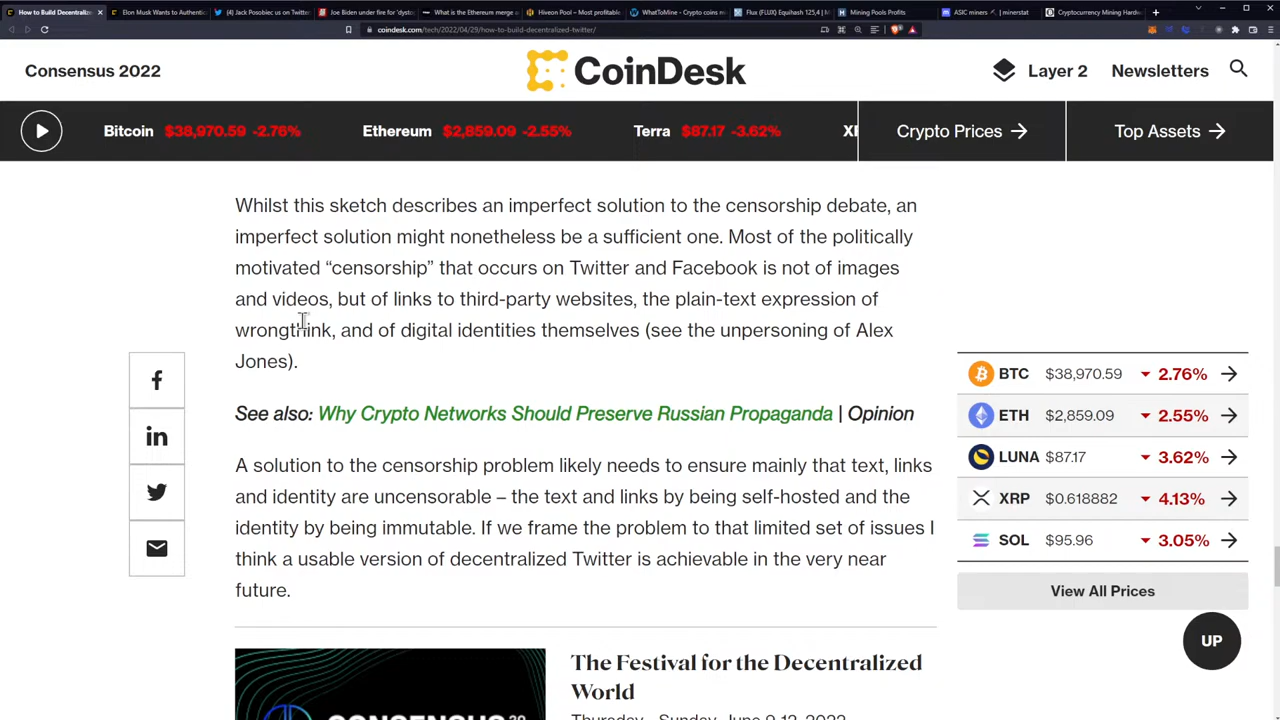 How to Build Decentraliz
Elon Musk Wants to Authentic
(4) Jack Posobiec us on Twitter
Joe Biden under fire for 'dysto
What is the Ethereum merge u
Hiveon Pool – Most profitable
WhatToMine - Crypto coins m
Flux (FLUX) Equihash 125,4 | M
Mining Pools Profits
ASIC miners
minerstat
Cryptocurrency Mining Hardw
coindesk.com/tech/2022/04/29/how-to-build-decentralized-twitter/
Consensus 2022
CoinDesk
Layer 2
Newsletters
Bitcoin $38,970.59 -2.76%
Ethereum $2,859.09 -2.55%
Terra $87.17 -3.62%
XI
Crypto Prices →
Top Assets →
Whilst this sketch describes an imperfect solution to the censorship debate, an
imperfect solution might nonetheless be a sufficient one. Most of the politically
motivated “censorship” that occurs on Twitter and Facebook is not of images
and videos, but of links to third-party websites, the plain-text expression of
wrongthink, and of digital identities themselves (see the unpersoning of Alex
Jones).
See also: Why Crypto Networks Should Preserve Russian Propaganda | Opinion
A solution to the censorship problem likely needs to ensure mainly that text, links
and identity are uncensorable – the text and links by being self-hosted and the
identity by being immutable. If we frame the problem to that limited set of issues I
think a usable version of decentralized Twitter is achievable in the very near
future.
BTC $38,970.59 2.76%
ETH $2,859.09 2.55%
LUNA $87.17 3.62%
XRP $0.618882 4.13%
SOL $95.96 3.05%
View All Prices
UP
The Festival for the Decentralized
World
Thursday - Sunday, June 9-12, 2022
CONSENSUS 20